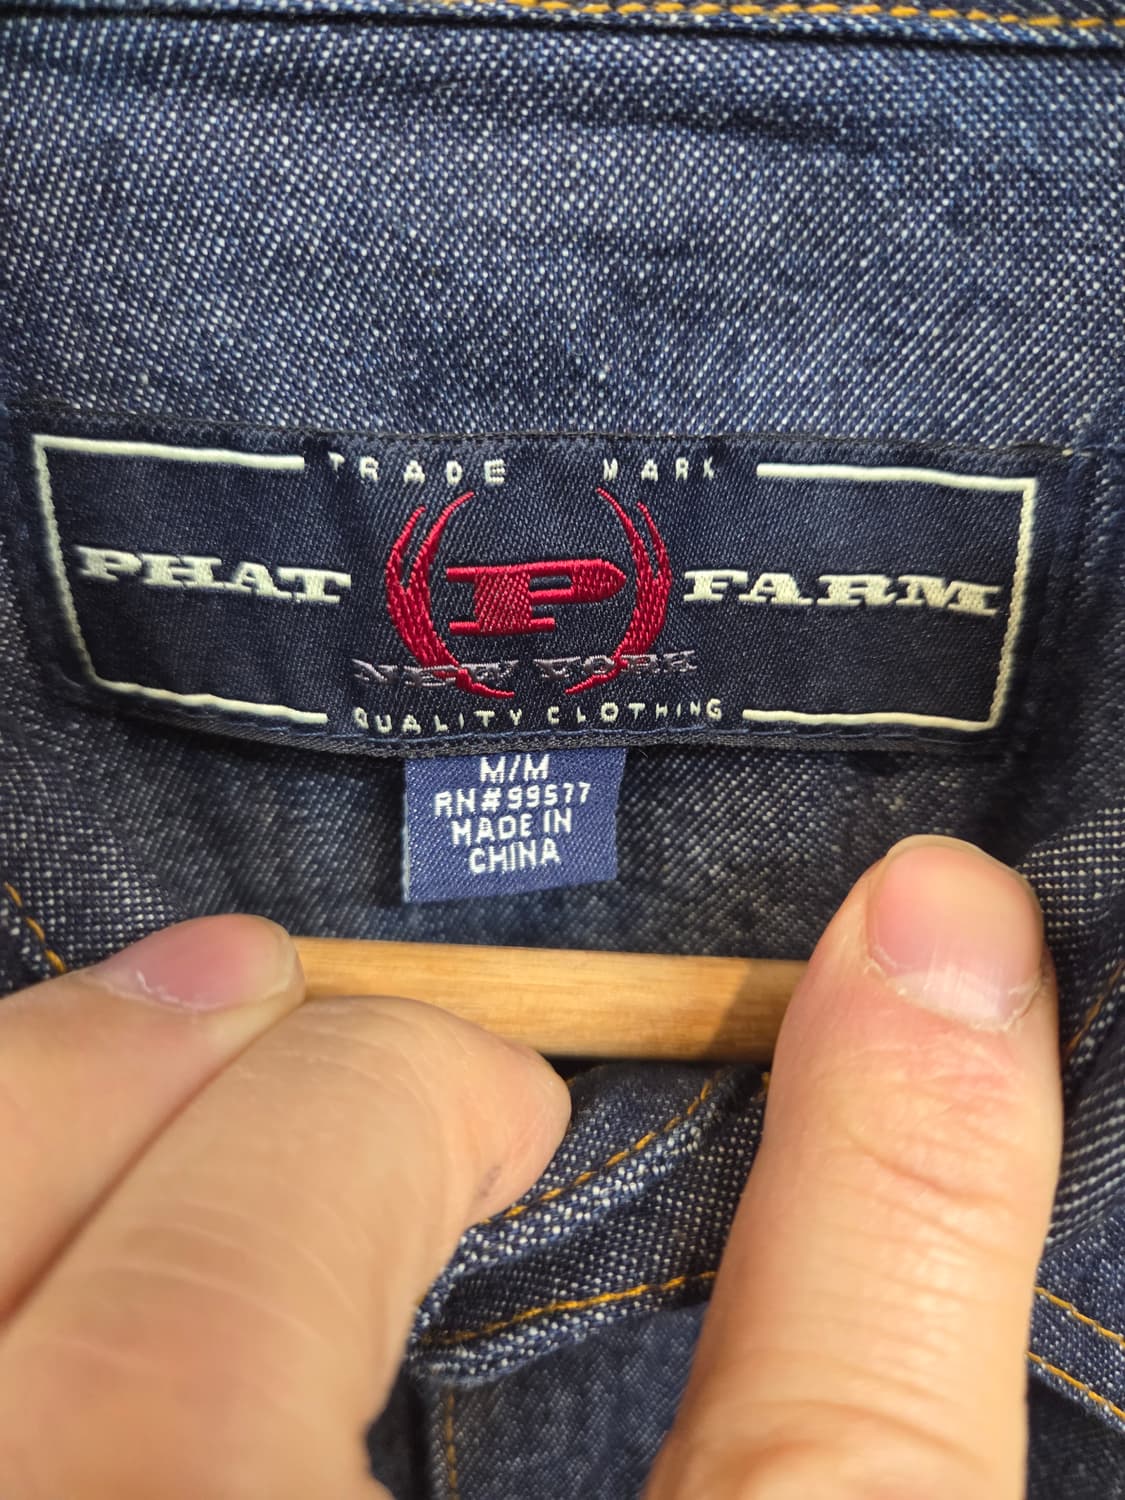 TRADE MARK
PHAT P FARM
NEW YORK
QUALITY CLOTHING
M/M
RN#99577
MADE IN
CHINA